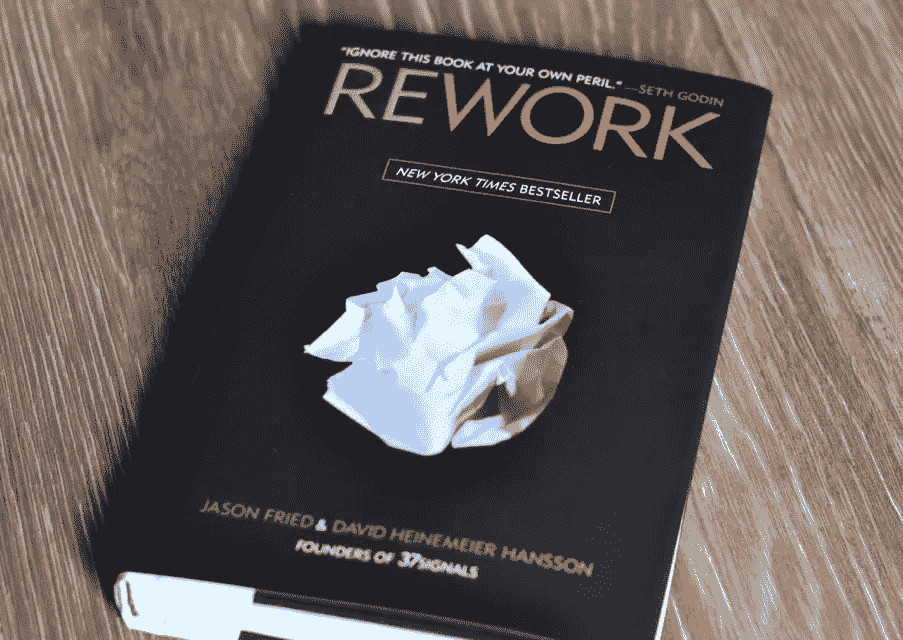 "IGNORE THIS BOOK AT YOUR OWN PERIL." —SETH GODIN
REWORK
NEW YORK TIMES BESTSELLER
JASON FRIED & DAVID HEINEMEIER HANSSON
FOUNDERS OF 37SIGNALS